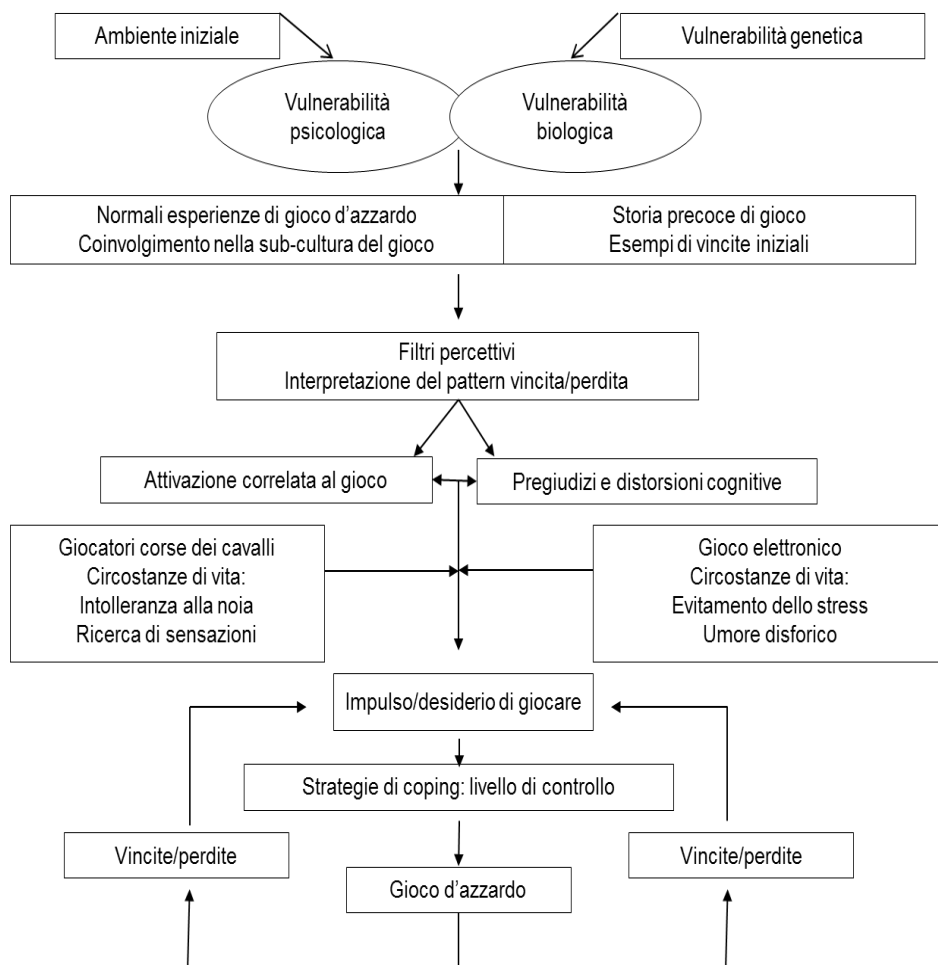 Ambiente iniziale
Vulnerabilità genetica
Vulnerabilità
psicologica
Vulnerabilità
biologica
Normali esperienze di gioco d’azzardo
Coinvolgimento nella sub-cultura del gioco
Storia precoce di gioco
Esempi di vincite iniziali
Filtri percettivi
Interpretazione del pattern vincita/perdita
Attivazione correlata al gioco
Pregiudizi e distorsioni cognitive
Giocatori corse dei cavalli
Circostanze di vita:
Intolleranza alla noia
Ricerca di sensazioni
Gioco elettronico
Circostanze di vita:
Evitamento dello stress
Umore disforico
Impulso/desiderio di giocare
Strategie di coping: livello di controllo
Vincite/perdite
Vincite/perdite
Gioco d’azzardo